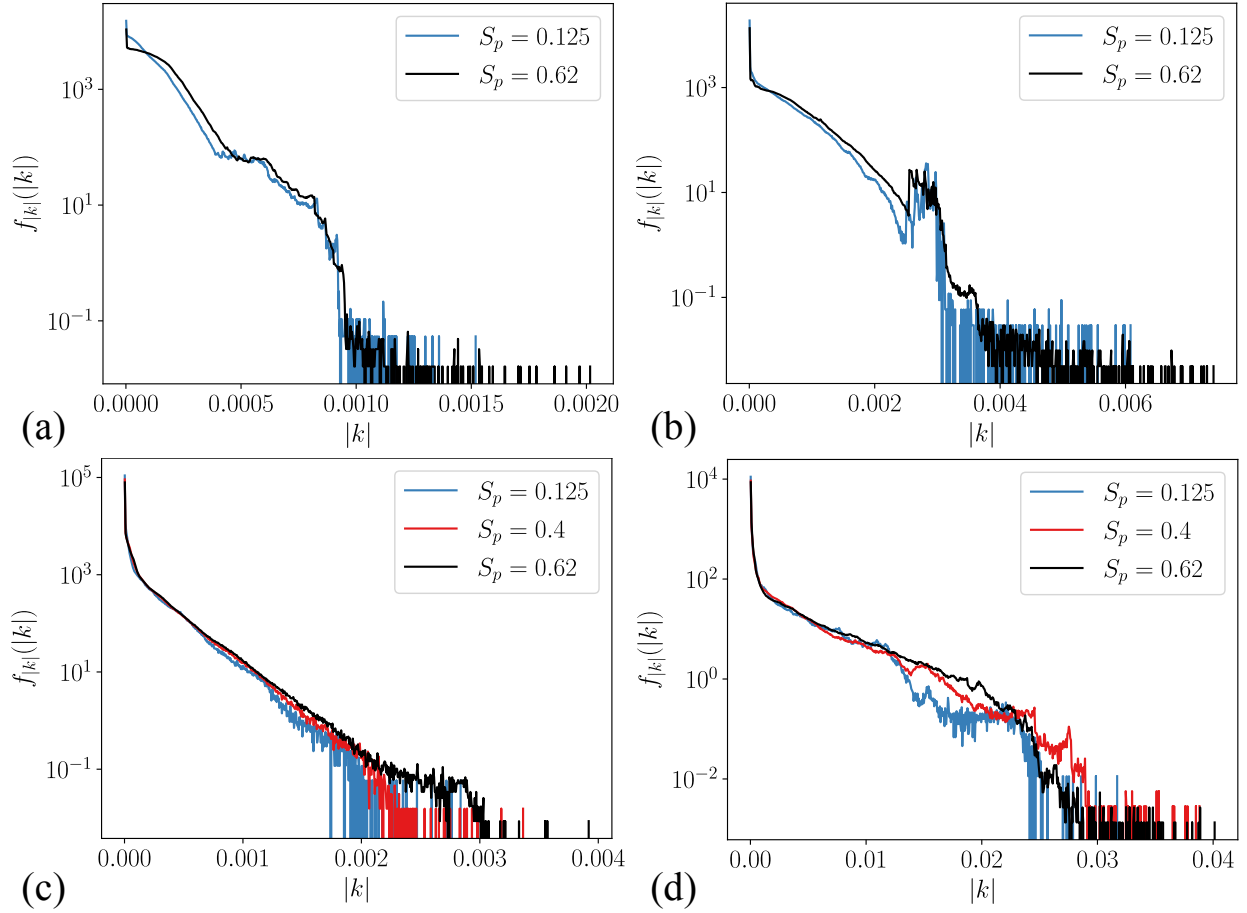 S_p = 0.125
S_p = 0.62
10^3
10^1
10^{-1}
f_{|k|}(|k|)
0.0000 0.0005 0.0010 0.0015 0.0020
|k|
(a)
S_p = 0.125
S_p = 0.62
10^3
10^1
10^{-1}
f_{|k|}(|k|)
0.000 0.002 0.004 0.006
|k|
(b)
S_p = 0.125
S_p = 0.4
S_p = 0.62
10^5
10^3
10^1
10^{-1}
f_{|k|}(|k|)
0.000 0.001 0.002 0.003 0.004
|k|
(c)
S_p = 0.125
S_p = 0.4
S_p = 0.62
10^4
10^2
10^0
10^{-2}
f_{|k|}(|k|)
0.00 0.01 0.02 0.03 0.04
|k|
(d)